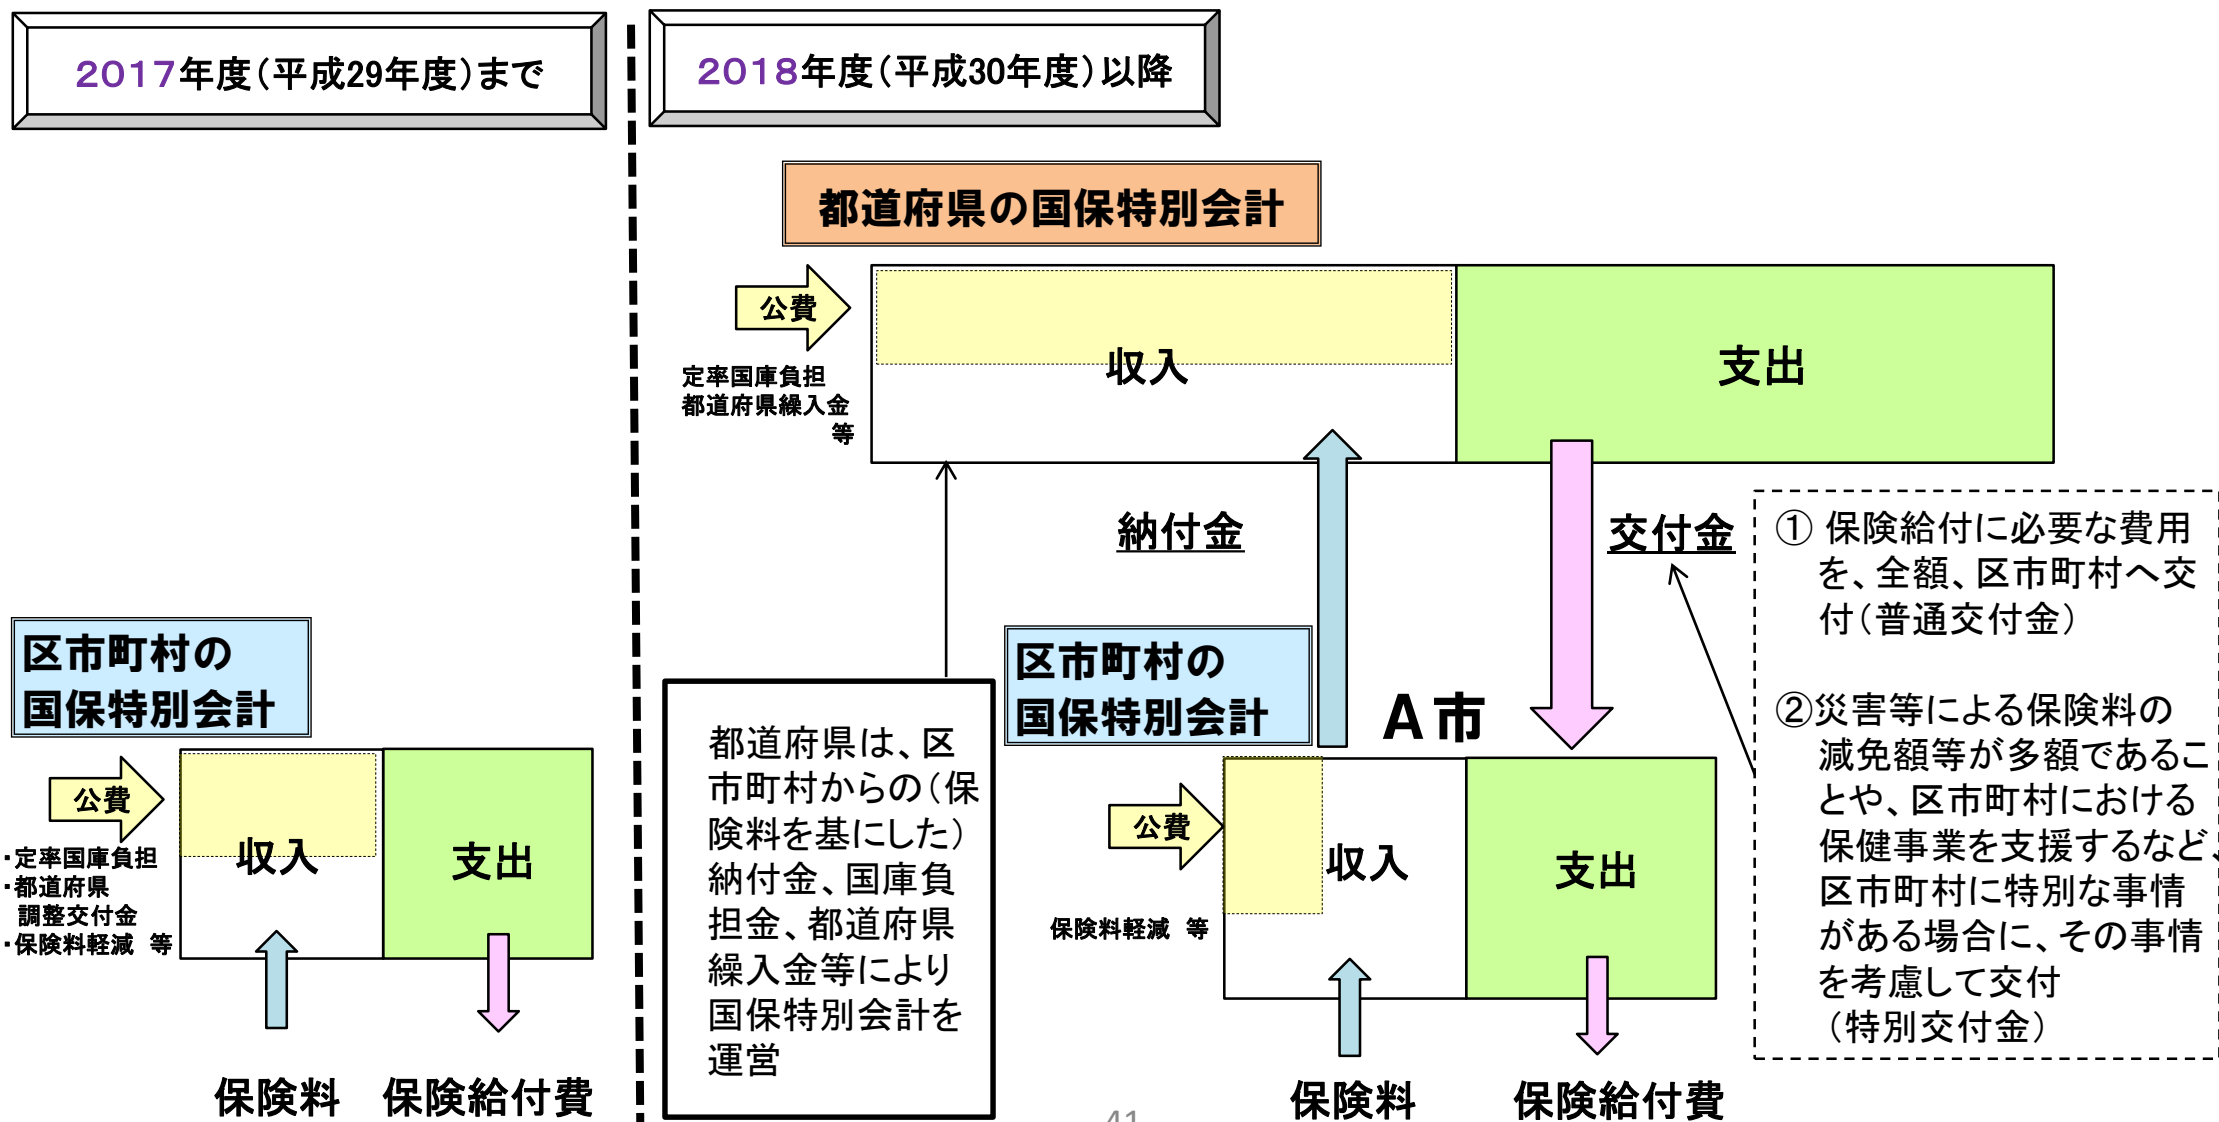 2017年度(平成29年度)まで
2018年度(平成30年度)以降
都道府県の国保特別会計
公費
収入
支出
定率国庫負担
都道府県繰入金
等
納付金
交付金
① 保険給付に必要な費用
を、全額、区市町村へ交
付(普通交付金)
②災害等による保険料の
減免額等が多額であるこ
とや、区市町村における
保健事業を支援するなど、
区市町村に特別な事情
がある場合に、その事情
を考慮して交付
(特別交付金)
区市町村の
国保特別会計
公費
収入
支出
・定率国庫負担
・都道府県
調整交付金
・保険料軽減 等
保険料
保険給付費
都道府県は、区
市町村からの(保
険料を基にした)
納付金、国庫負
担金、都道府県
繰入金等により
国保特別会計を
運営
区市町村の
国保特別会計
A市
公費
収入
支出
保険料軽減 等
保険料
保険給付費
41